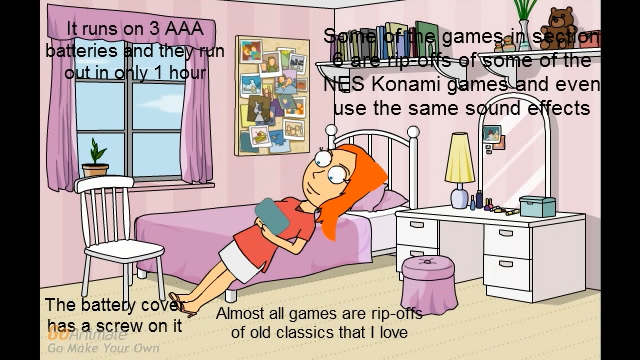 It runs on 3 AAA
batteries and they run
out in only 1 hour
Some of the games in section
6 are rip-offs of some of the
NES Konami games and even
use the same sound effects
The battery cover
has a screw on it
Almost all games are rip-offs
of old classics that I love
GoAnimate
Go Make Your Own